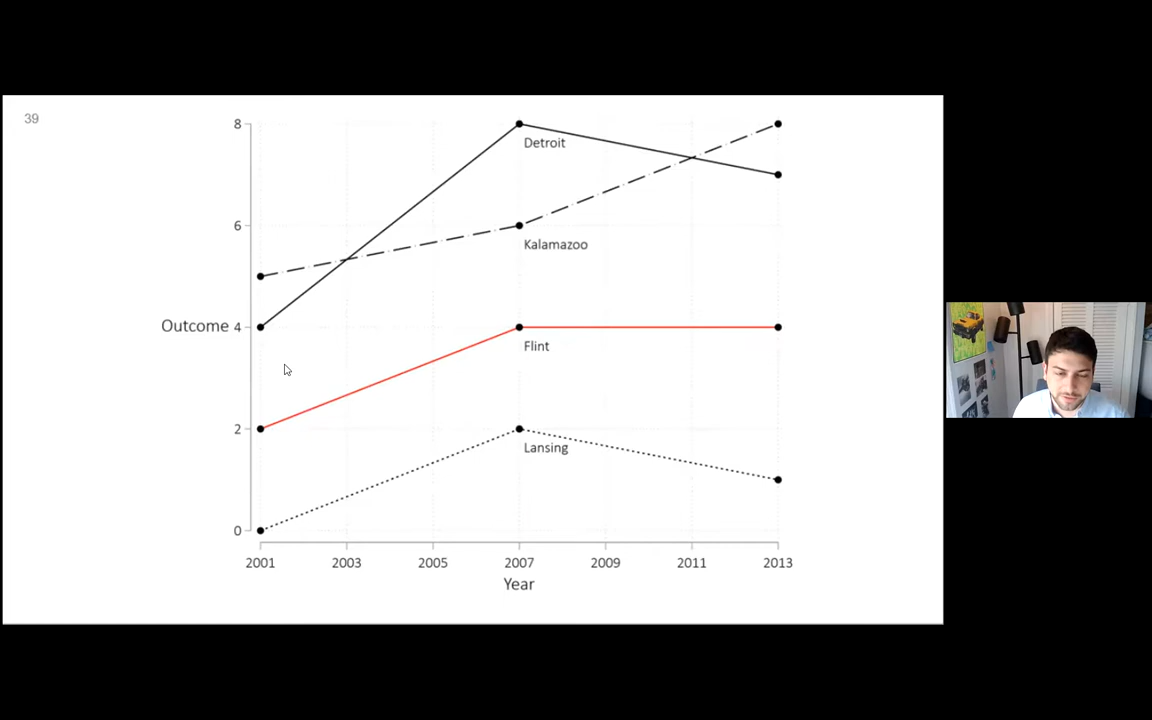 39
8
Detroit
6
Kalamazoo
Outcome 4
Flint
2
Lansing
0
2001 2003 2005 2007 2009 2011 2013
Year